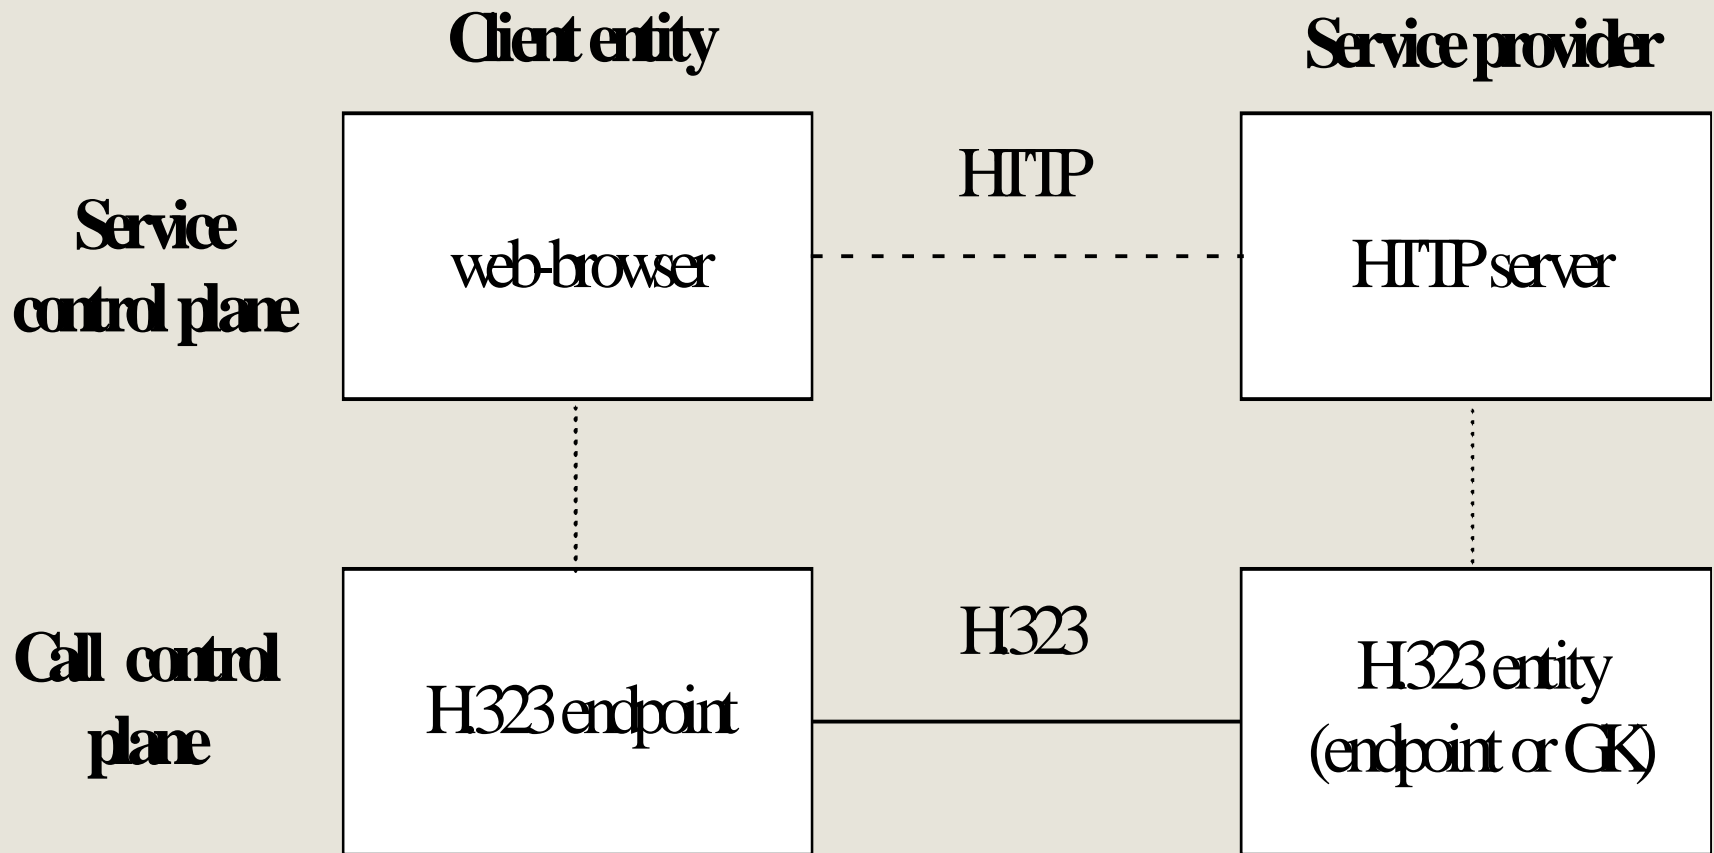 Client entity
Service provider
HTTP
Service
control plane
web-browser
HTTP server
H.323
Call control
plane
H.323 endpoint
H.323 entity
(endpoint or GK)